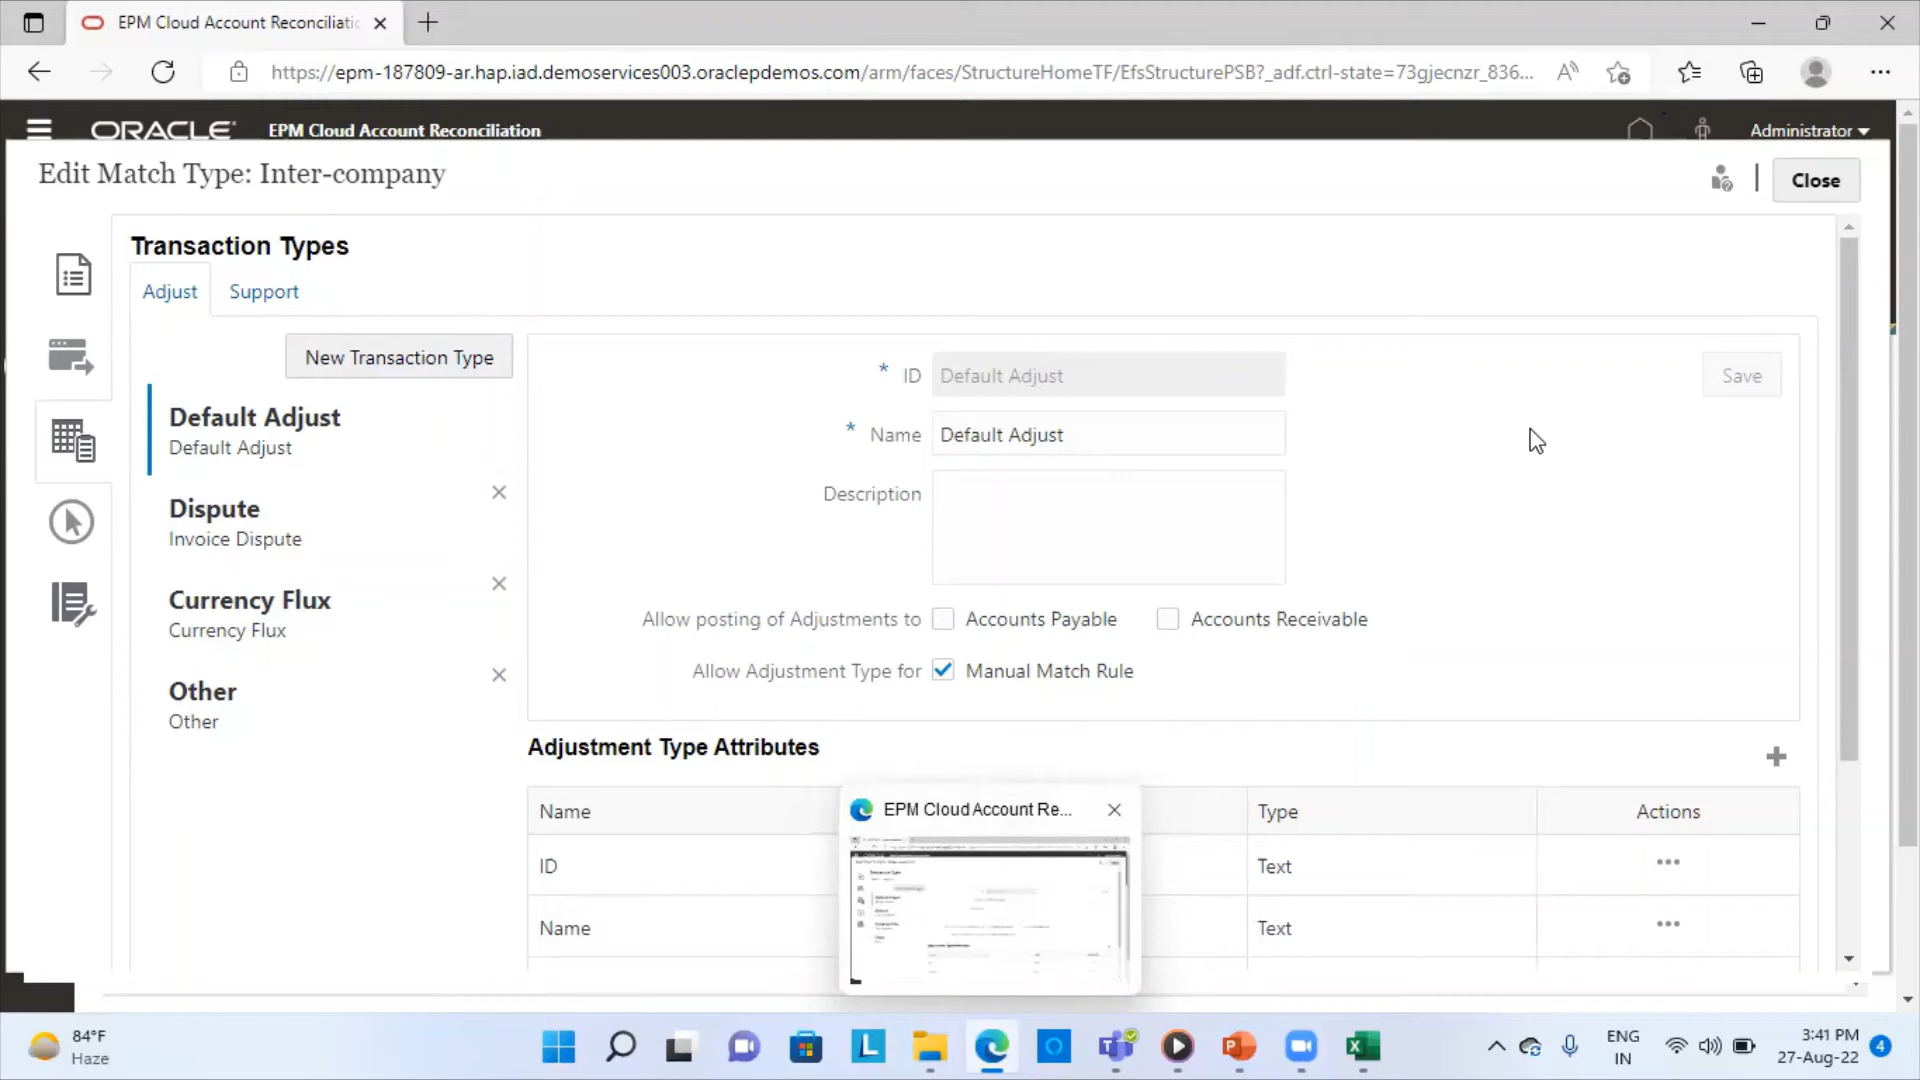 EPM Cloud Account Reconciliatic
https://epm-187809-ar.hap.iad.demoservices003.oraclepdemos.com/arm/faces/StructureHomeTF/EfsStructurePSB?_adf.ctrl-state=73gjecnzr_836...
ORACLE EPM Cloud Account Reconciliation Administrator
Edit Match Type: Inter-company
Close
Transaction Types
Adjust Support
New Transaction Type
* ID Default Adjust
Save
Default Adjust
Default Adjust
* Name Default Adjust
Description
Dispute
Invoice Dispute
Currency Flux
Currency Flux
Allow posting of Adjustments to Accounts Payable Accounts Receivable
Allow Adjustment Type for Manual Match Rule
Other
Other
Adjustment Type Attributes
Name Type Actions
EPM Cloud Account Re...
ID Text
Name Text
84°F
Haze
ENG
IN
3:41 PM
27-Aug-22
4